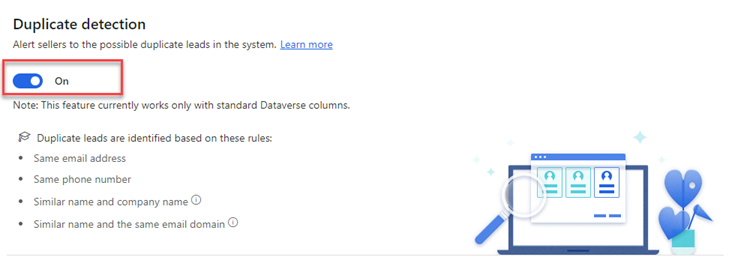 Duplicate detection
Alert sellers to the possible duplicate leads in the system. Learn more
On
Note: This feature currently works only with standard Dataverse columns.
Duplicate leads are identified based on these rules:
Same email address
Same phone number
Similar name and company name
Similar name and the same email domain